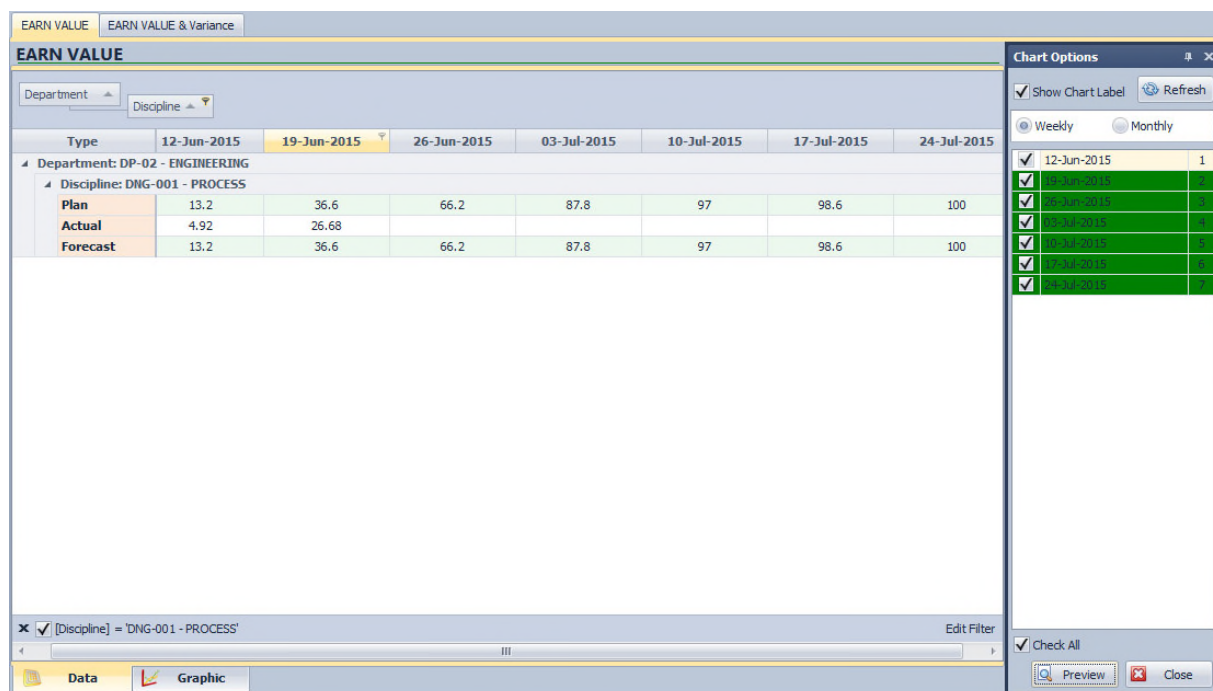 EARN VALUE EARN VALUE & Variance
EARN VALUE
Chart Options
Department
Discipline
Show Chart Label Refresh
Weekly Monthly
Type 12-Jun-2015 19-Jun-2015 26-Jun-2015 03-Jul-2015 10-Jul-2015 17-Jul-2015 24-Jul-2015
Department: DP-02 - ENGINEERING
Discipline: DNG-001 - PROCESS
Plan 13.2 36.6 66.2 87.8 97 98.6 100
Actual 4.92 26.68
Forecast 13.2 36.6 66.2 87.8 97 98.6 100
12-Jun-2015 1
19-Jun-2015 2
26-Jun-2015 3
03-Jul-2015 4
10-Jul-2015 5
17-Jul-2015 6
24-Jul-2015 7
[Discipline] = 'DNG-001 - PROCESS' Edit Filter
Check All
Data Graphic
Preview Close